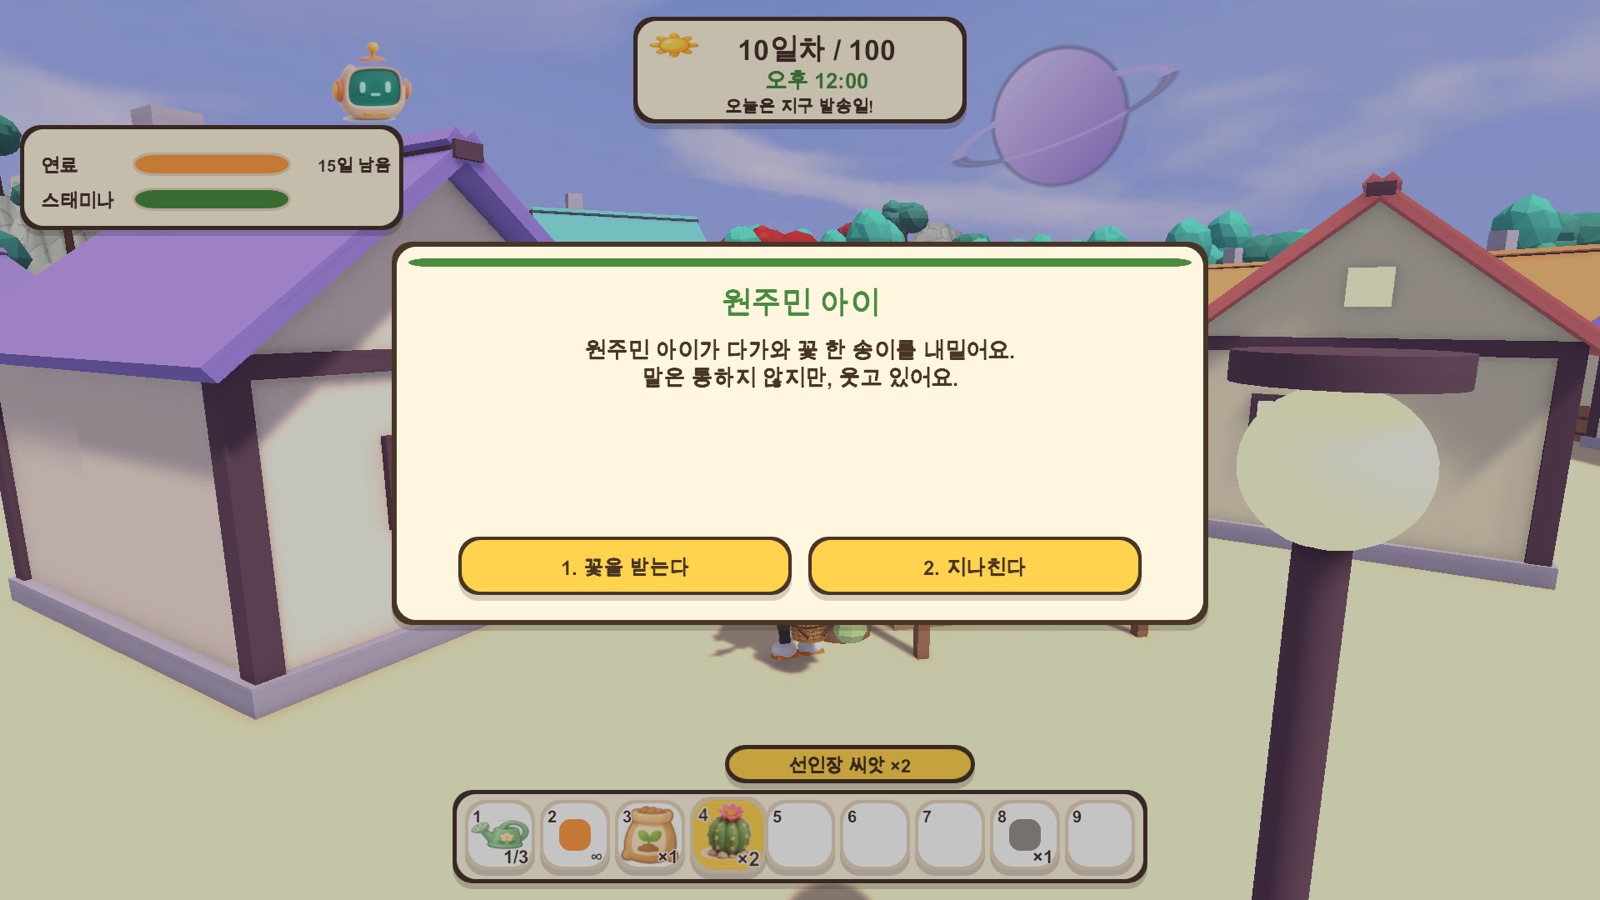 10일차 / 100
오후 12:00
오늘은 지구 발송일!
연료 15일 남음
스태미나
원주민 아이
원주민 아이가 다가와 꽃 한 송이를 내밀어요.
말은 통하지 않지만, 웃고 있어요.
1. 꽃을 받는다
2. 지나친다
선인장 씨앗 ×2
1 2 3 4 5 6 7 8 9
1/3 ∞ ×1 ×2 ×1